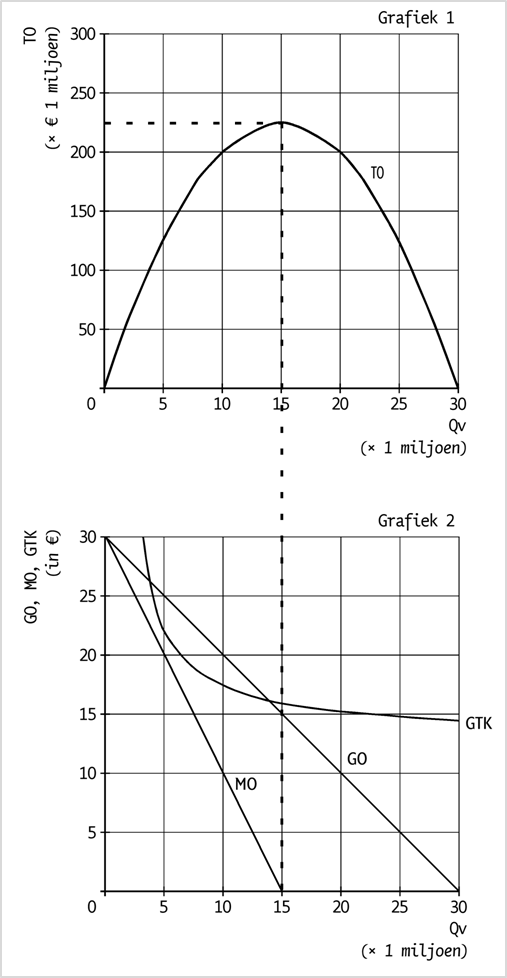 Grafiek 1
TO
(× € 1 miljoen)
300
250
200
150
100
50
0
5
10
15
20
25
30
TO
Qv
(× 1 miljoen)
Grafiek 2
GO, MO, GTK
(in €)
30
25
20
15
10
5
0
5
10
15
20
25
30
GTK
GO
MO
Qv
(× 1 miljoen)